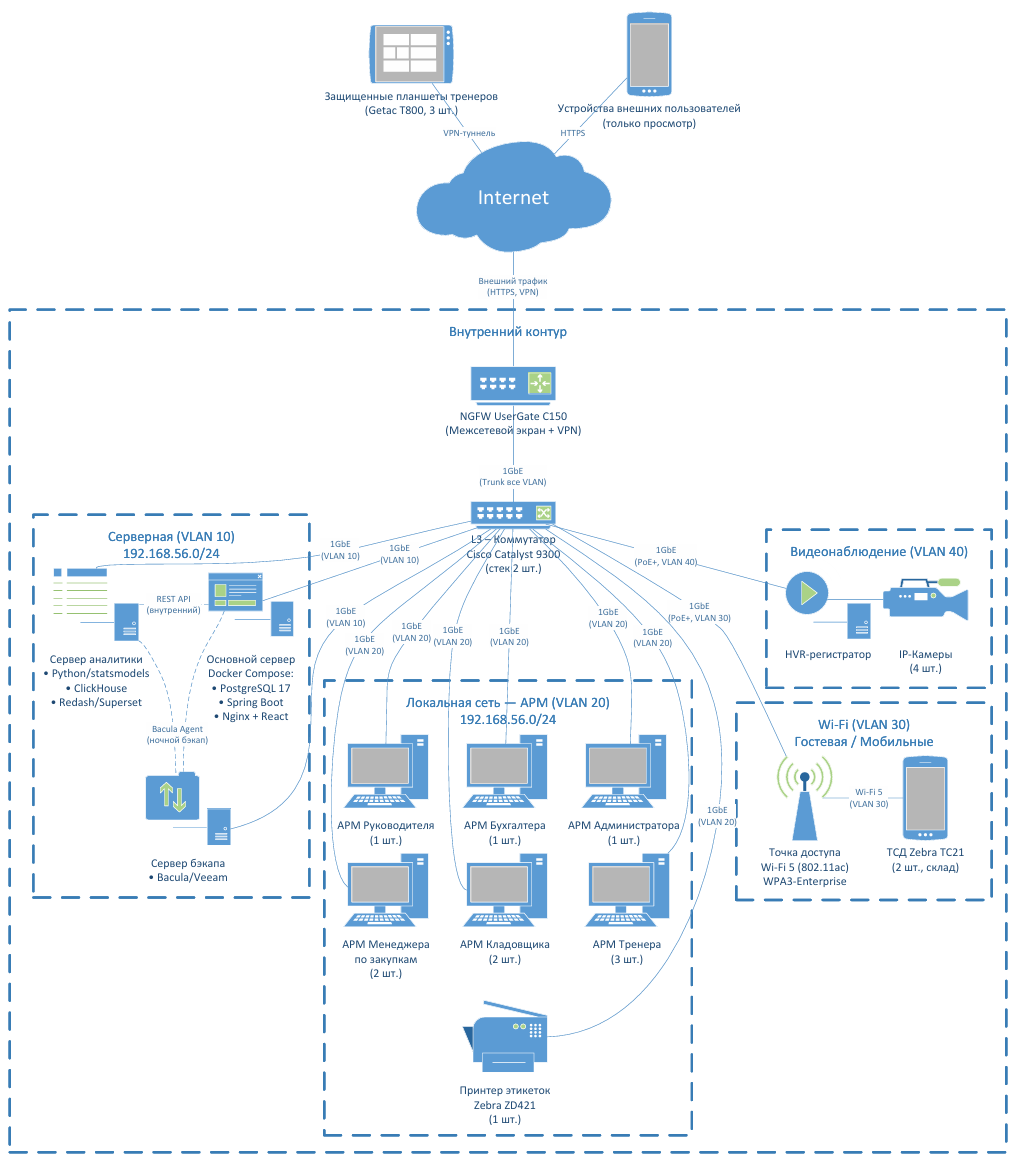 Защищенные планшеты тренеров
(Getac T800, 3 шт.)
Устройства внешних пользователей
(только просмотр)
VPN-туннель
HTTPS
Internet
Внешний трафик
(HTTPS, VPN)
Внутренний контур
NGFW UserGate C150
(Межсетевой экран + VPN)
1GbE
(Trunk все VLAN)
L3 – Коммутатор
Cisco Catalyst 9300
(стек 2 шт.)
Серверная (VLAN 10)
192.168.56.0/24
1GbE
(VLAN 10)
1GbE
(VLAN 10)
1GbE
(VLAN 10)
REST API
(внутренний)
Сервер аналитики
• Python/statsmodels
• ClickHouse
• Redash/Superset
Основной сервер
Docker Compose:
• PostgreSQL 17
• Spring Boot
• Nginx + React
Bacula Agent
(ночной бэкап)
Сервер бэкапа
• Bacula/Veeam
1GbE
(VLAN 20)
1GbE
(VLAN 20)
1GbE
(VLAN 20)
1GbE
(VLAN 20)
1GbE
(VLAN 20)
1GbE
(VLAN 20)
1GbE
(PoE+, VLAN 40)
1GbE
(PoE+, VLAN 30)
1GbE
(VLAN 20)
Локальная сеть — АРМ (VLAN 20)
192.168.56.0/24
АРМ Руководителя
(1 шт.)
АРМ Бухгалтера
(1 шт.)
АРМ Администратора
(1 шт.)
АРМ Менеджера
по закупкам
(2 шт.)
АРМ Кладовщика
(2 шт.)
АРМ Тренера
(3 шт.)
Принтер этикеток
Zebra ZD421
(1 шт.)
Видеонаблюдение (VLAN 40)
HVR-регистратор
IP-Камеры
(4 шт.)
Wi-Fi (VLAN 30)
Гостевая / Мобильные
Wi-Fi 5
(VLAN 30)
Точка доступа
Wi-Fi 5 (802.11ac)
WPA3-Enterprise
ТСД Zebra TC21
(2 шт., склад)